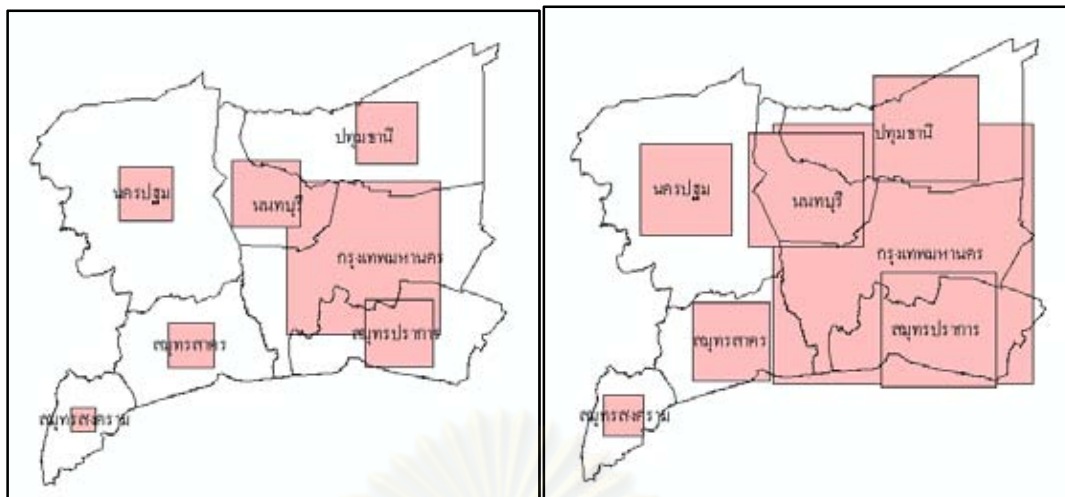 ปทุมธานี
นครปฐม
นนทบุรี
กรุงเทพมหานคร
สมุทรปราการ
สมุทรสาคร
สมุทรสงคราม
ปทุมธานี
นครปฐม
นนทบุรี
กรุงเทพมหานคร
สมุทรปราการ
สมุทรสาคร
สมุทรสงคราม